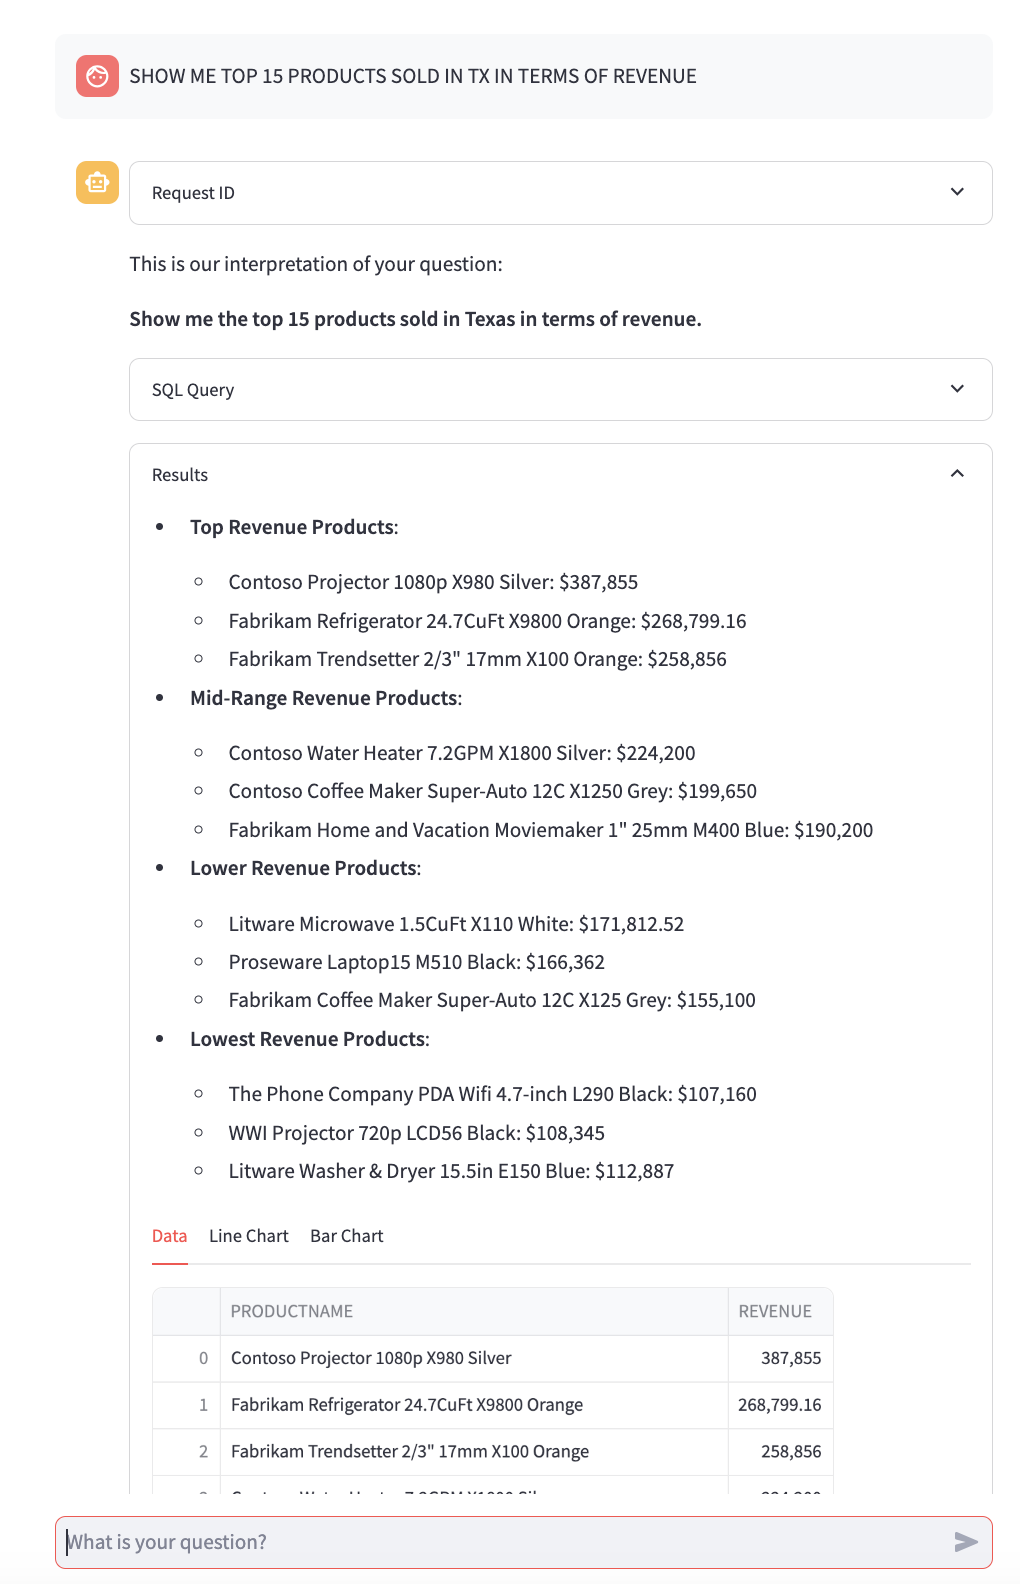 SHOW ME TOP 15 PRODUCTS SOLD IN TX IN TERMS OF REVENUE
Request ID
This is our interpretation of your question:
Show me the top 15 products sold in Texas in terms of revenue.
SQL Query
Results
Top Revenue Products:
Contoso Projector 1080p X980 Silver: $387,855
Fabrikam Refrigerator 24.7CuFt X9800 Orange: $268,799.16
Fabrikam Trendsetter 2/3" 17mm X100 Orange: $258,856
Mid-Range Revenue Products:
Contoso Water Heater 7.2GPM X1800 Silver: $224,200
Contoso Coffee Maker Super-Auto 12C X1250 Grey: $199,650
Fabrikam Home and Vacation Moviemaker 1" 25mm M400 Blue: $190,200
Lower Revenue Products:
Litware Microwave 1.5CuFt X110 White: $171,812.52
Proseware Laptop15 M510 Black: $166,362
Fabrikam Coffee Maker Super-Auto 12C X125 Grey: $155,100
Lowest Revenue Products:
The Phone Company PDA Wifi 4.7-inch L290 Black: $107,160
WWI Projector 720p LCD56 Black: $108,345
Litware Washer & Dryer 15.5in E150 Blue: $112,887
Data Line Chart Bar Chart
PRODUCTNAME REVENUE
0 Contoso Projector 1080p X980 Silver 387,855
1 Fabrikam Refrigerator 24.7CuFt X9800 Orange 268,799.16
2 Fabrikam Trendsetter 2/3" 17mm X100 Orange 258,856
What is your question?